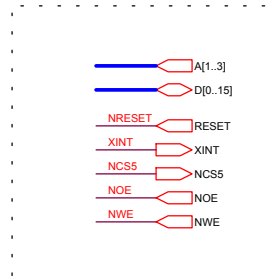 A[1..3]
D[0..15]
NRESET RESET
XINT XINT
NCS5 NCS5
NOE NOE
NWE NWE